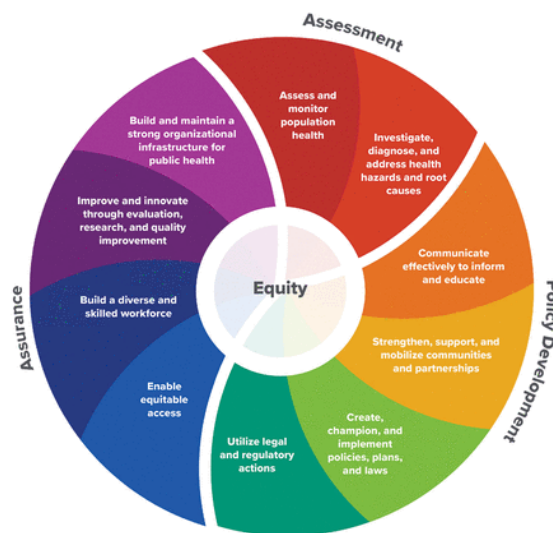 Assessment
Assess and
monitor
population
health
Investigate,
diagnose, and
address health
hazards and root
causes
Policy Development
Communicate
effectively to inform
and educate
Strengthen, support, and
mobilize communities
and partnerships
Create,
champion, and
implement
policies, plans,
and laws
Utilize legal
and regulatory
actions
Assurance
Enable
equitable
access
Build a diverse and
skilled workforce
Improve and innovate
through evaluation,
research, and quality
improvement
Build and maintain a
strong organizational
infrastructure for
public health
Equity